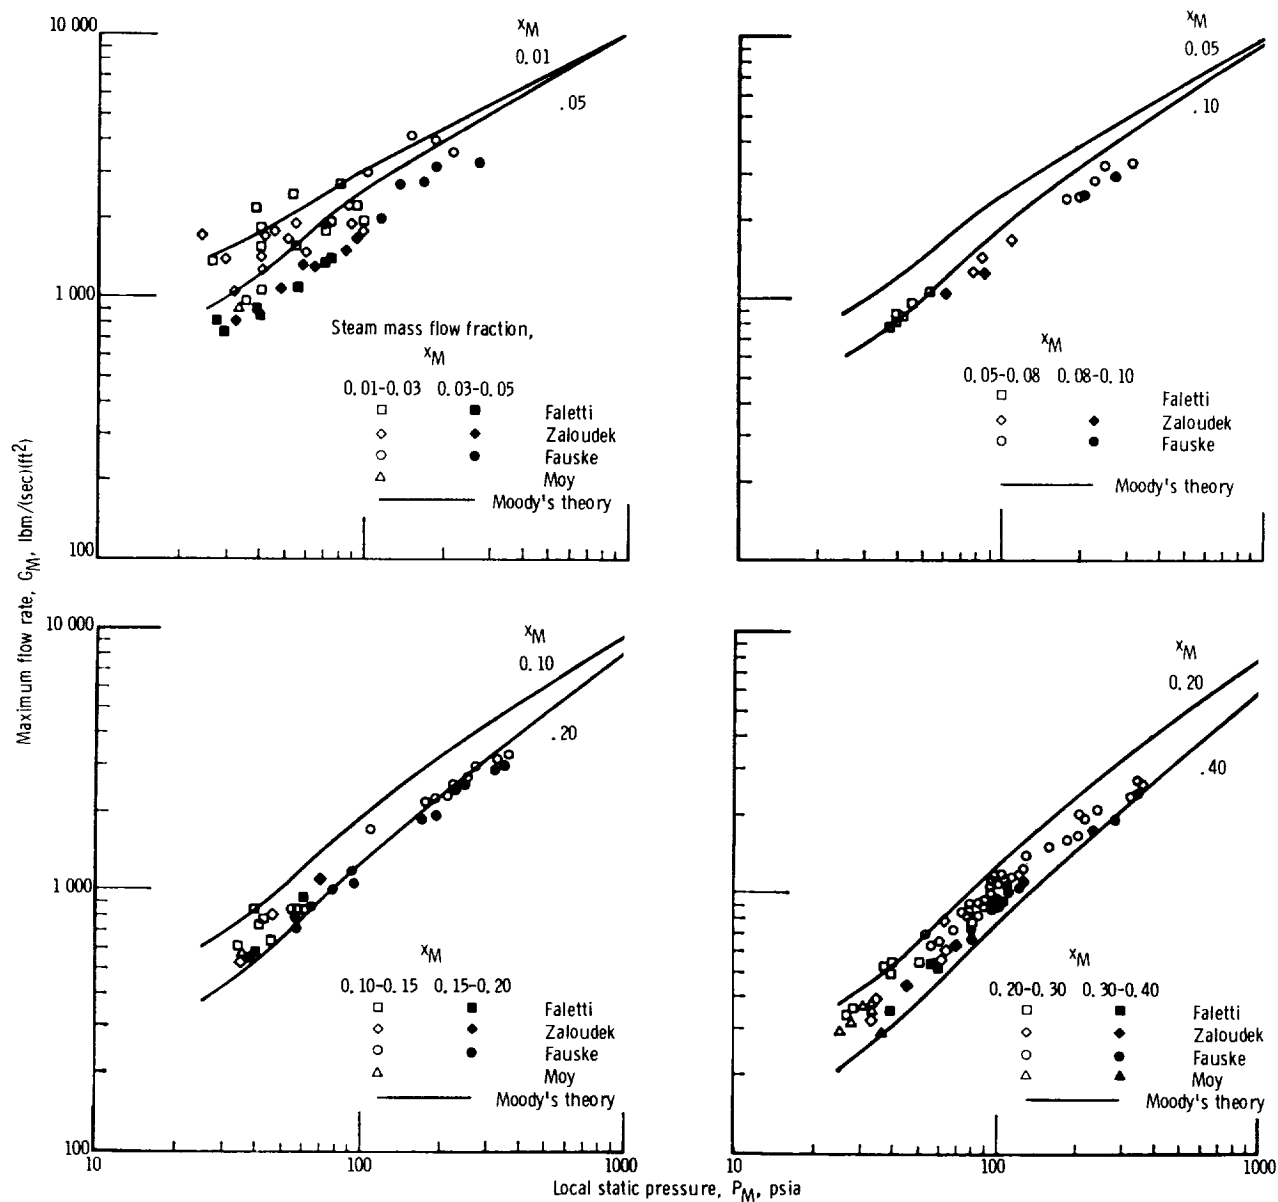 Maximum flow rate, G_M, lbm/(sec)(ft²)
10 000
1 000
100
x_M
0.01
.05
Steam mass flow fraction,
x_M
0.01-0.03 0.03-0.05
Faletti
Zaloudek
Fauske
Moy
Moody's theory
x_M
0.05
.10
x_M
0.05-0.08 0.08-0.10
Faletti
Zaloudek
Fauske
Moody's theory
10 000
1 000
100
x_M
0.10
.20
x_M
0.10-0.15 0.15-0.20
Faletti
Zaloudek
Fauske
Moy
Moody's theory
10 100 1000
x_M
0.20
.40
x_M
0.20-0.30 0.30-0.40
Faletti
Zaloudek
Fauske
Moy
Moody's theory
10 100 1000
Local static pressure, P_M, psia